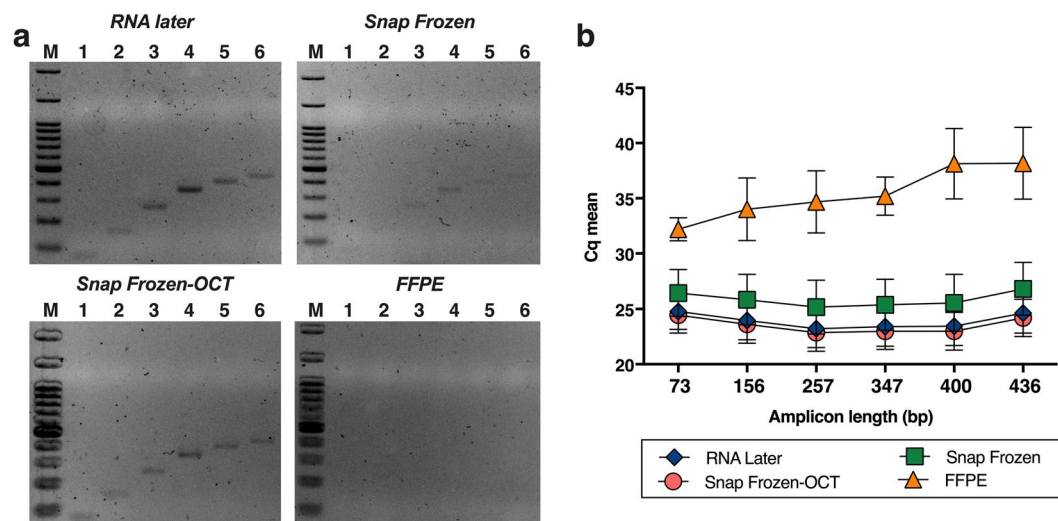 a
RNA later
M 1 2 3 4 5 6
Snap Frozen
M 1 2 3 4 5 6
Snap Frozen-OCT
M 1 2 3 4 5 6
FFPE
M 1 2 3 4 5 6
b
Cq mean
45
40
35
30
25
20
73 156 257 347 400 436
Amplicon length (bp)
RNA Later
Snap Frozen
Snap Frozen-OCT
FFPE